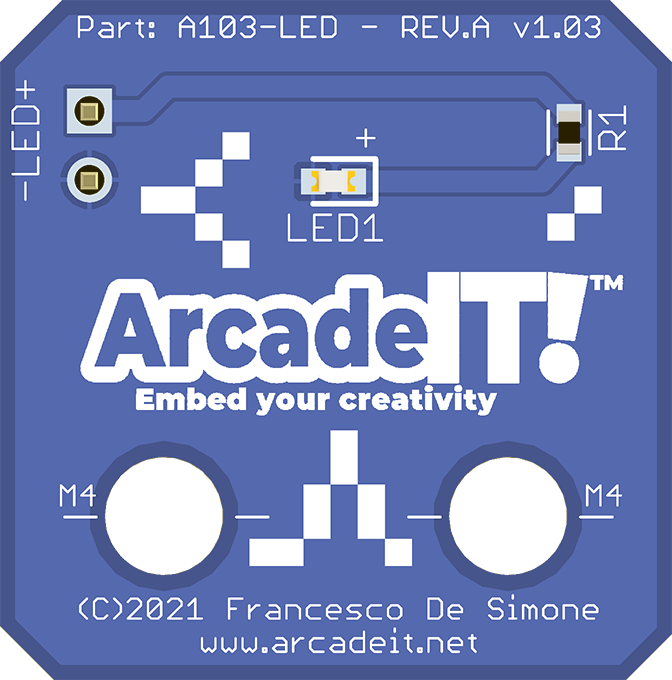 Part: A103-LED - REV.A v1.03
-LED+
R1
+
LED1
ArcadeIT!™
Embed your creativity
M4
M4
(C)2021 Francesco De Simone
www.arcadeit.net